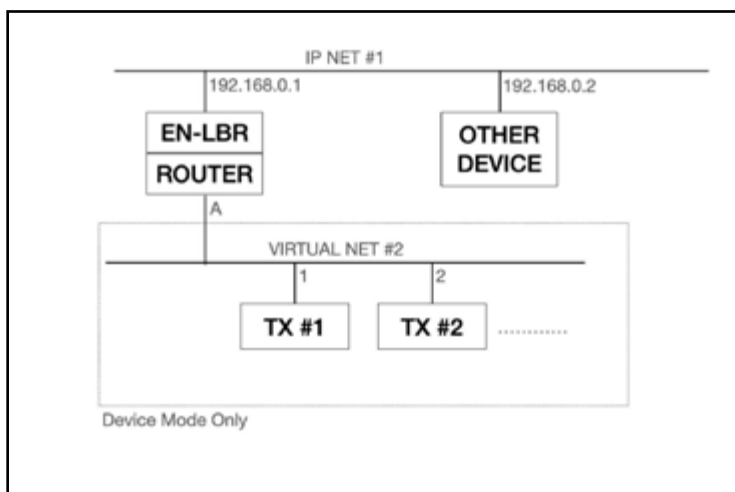 IP NET #1
192.168.0.1
192.168.0.2
EN-LBR
ROUTER
OTHER
DEVICE
A
VIRTUAL NET #2
1
2
TX #1
TX #2
............
Device Mode Only